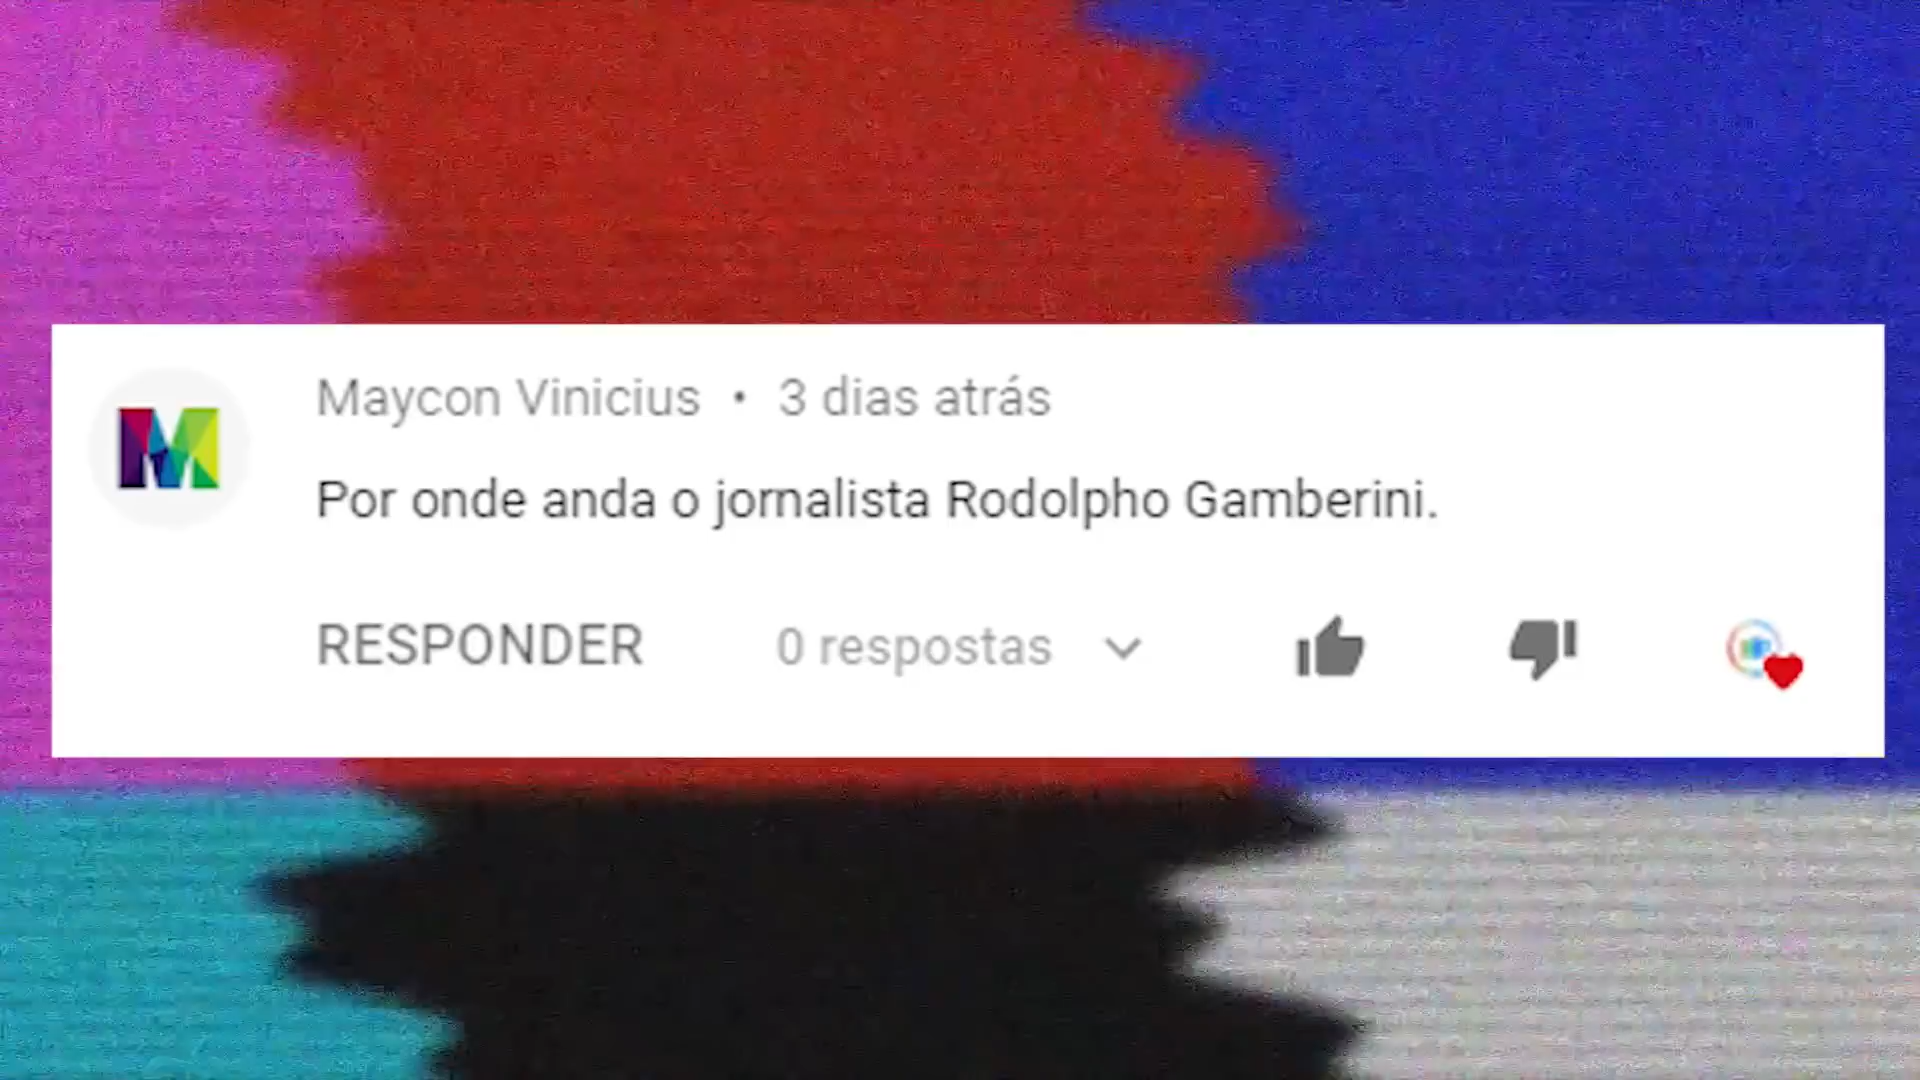 Maycon Vinicius • 3 dias atrás
Por onde anda o jornalista Rodolpho Gamberini.
RESPONDER 0 respostas